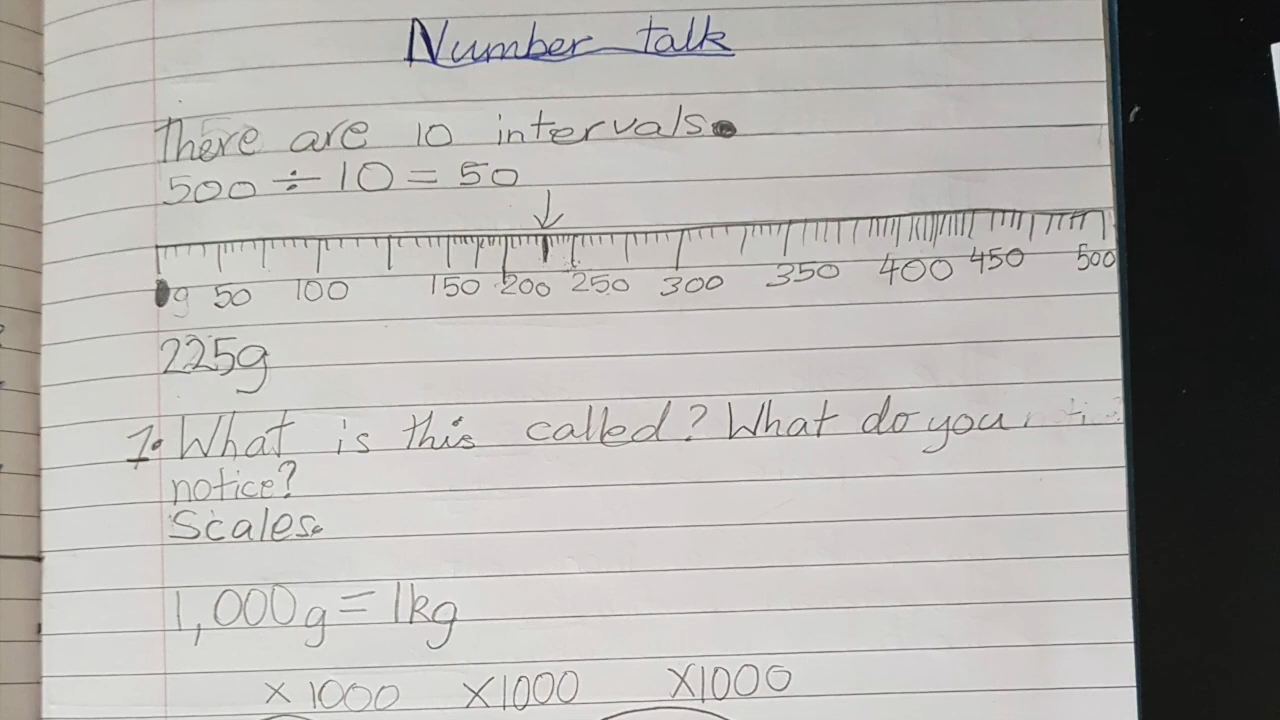 Number talk
There are 10 intervals.
500 ÷ 10 = 50
0g 50 100 150 200 250 300 350 400 450 500
225g
1. What is this called? What do you
notice?
Scales.
1,000g = 1kg
×1000 ×1000 ×1000